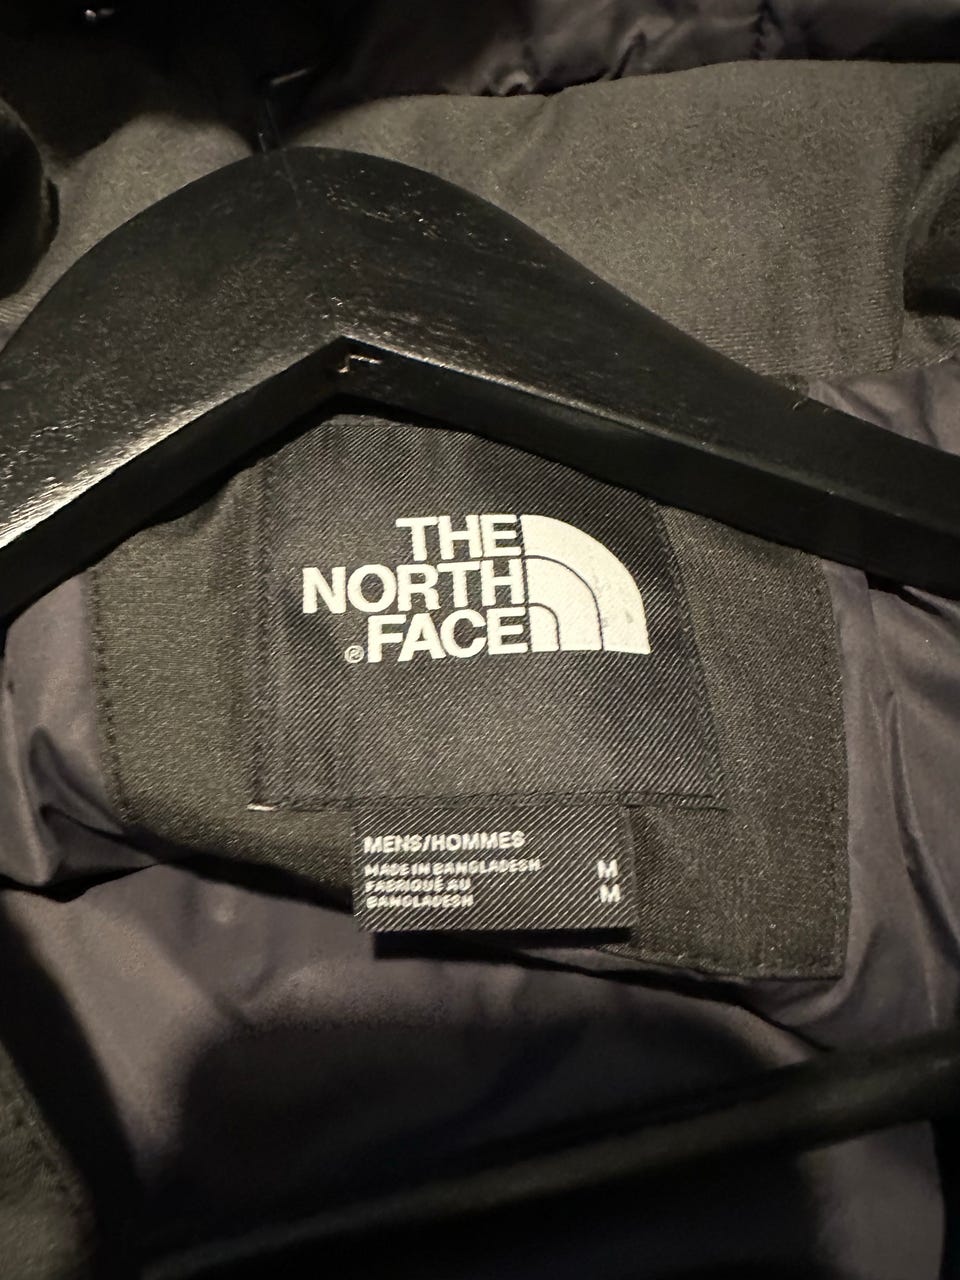 THE
NORTH
®FACE
MENS/HOMMES
MADE IN BANGLADESH M
FABRIQUÉ AU M
BANGLADESH